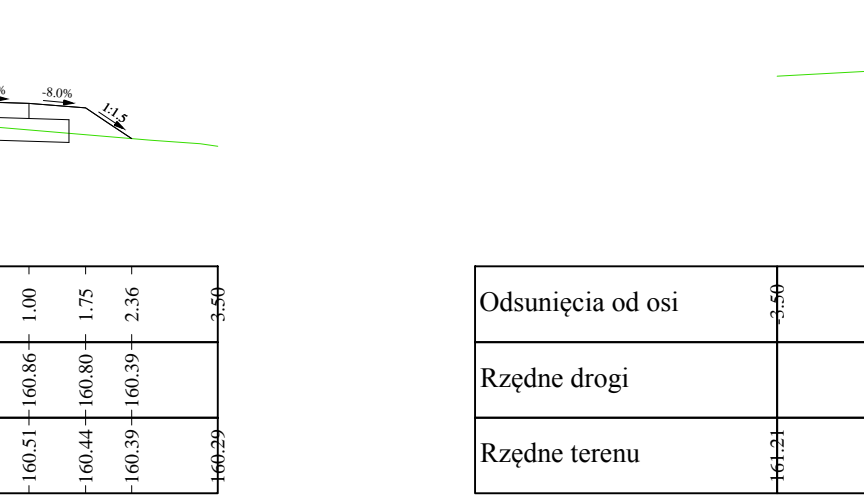 %
-8.0%
1:1.5
1.00 1.75 2.36 3.50
160.86 160.80 160.39
160.51 160.44 160.39 160.29
Odsunięcia od osi -3.50
Rzędne drogi
Rzędne terenu 161.21